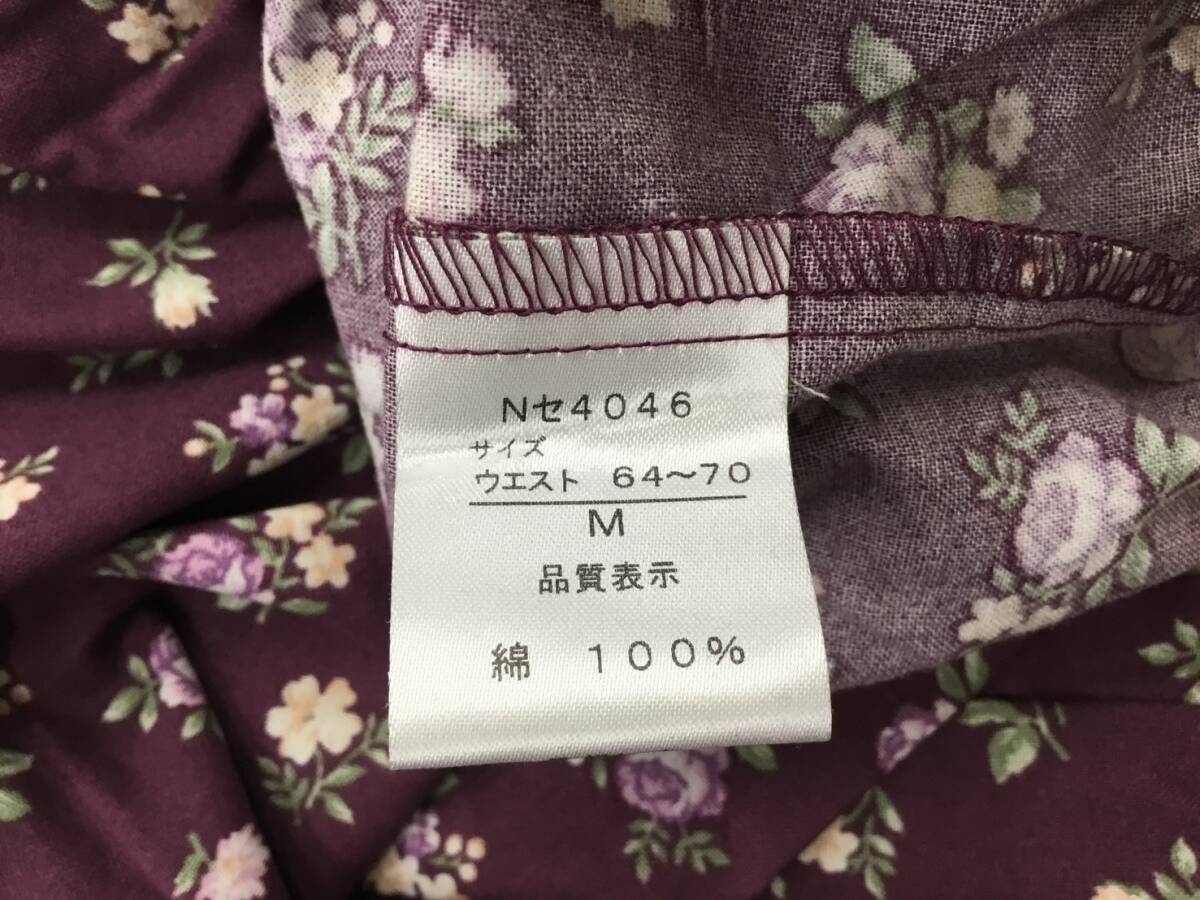 Nセ4046
サイズ
ウエスト 64～70
M
品質表示
綿 100%